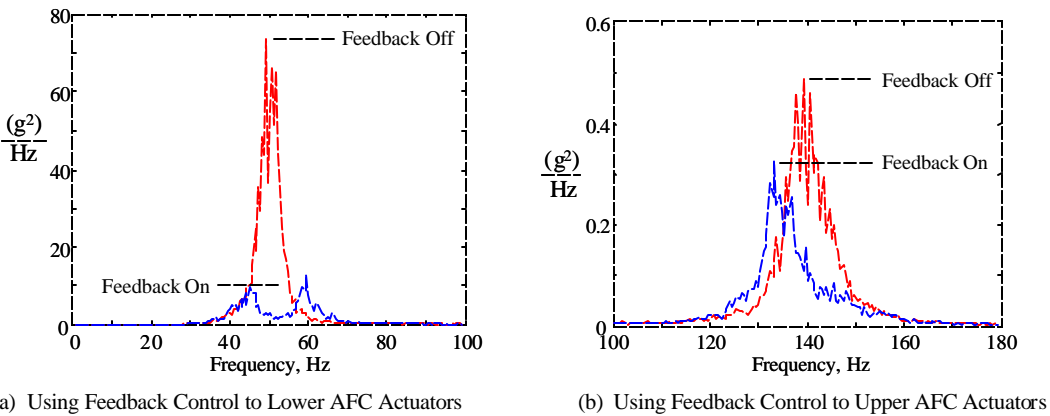 80
70
60
40
20
10
0
(g²)
Hz
Feedback Off
Feedback On
0 20 40 60 80 100
Frequency, Hz
a) Using Feedback Control to Lower AFC Actuators
0.6
0.4
0.2
0
(g²)
Hz
Feedback Off
Feedback On
100 120 140 160 180
Frequency, Hz
(b) Using Feedback Control to Upper AFC Actuators